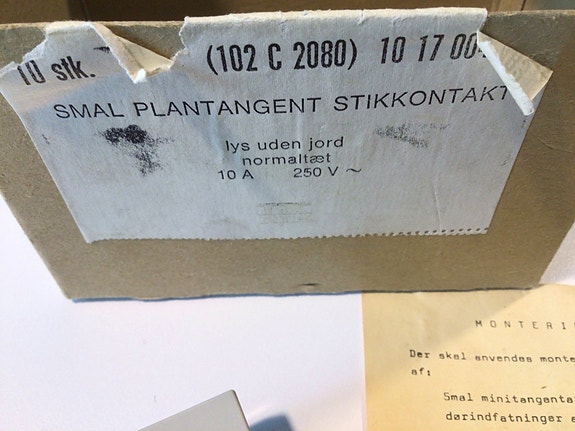 10 stk. (102 C 2080) 10 17 00
SMAL PLANTANGENT STIKKONTAKT
lys uden jord
normaltæt
10 A 250 V ~
MONTERI
Der skal anvendes monte
af:
Smal minitangenta
dørindfatninger